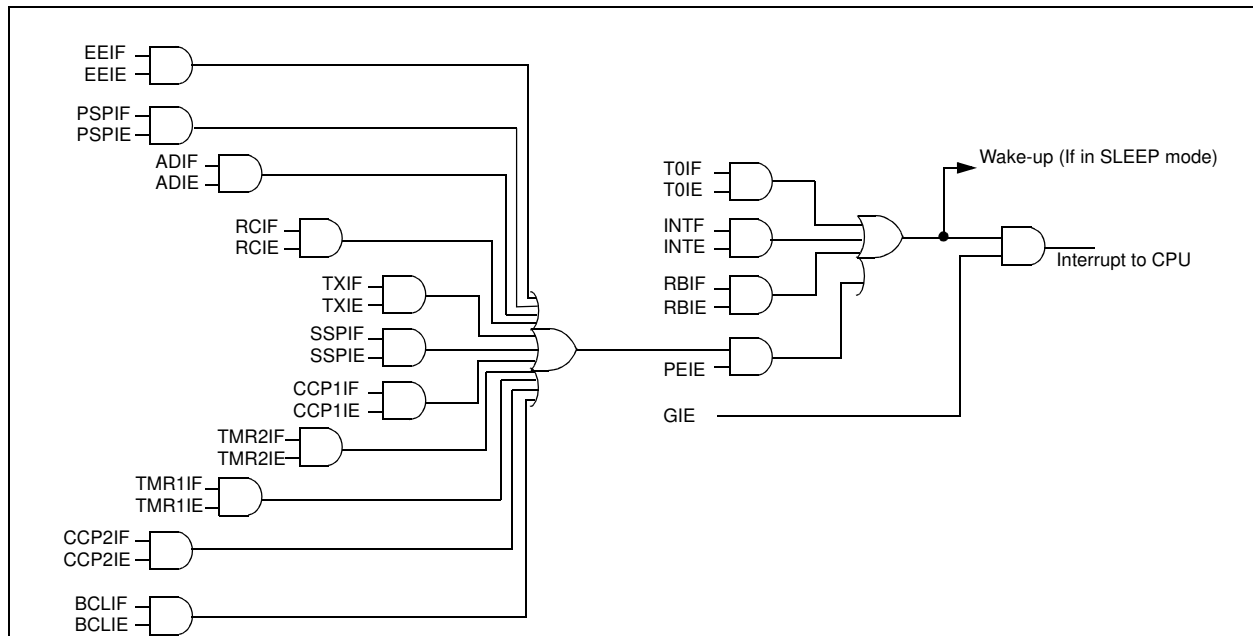 EEIF
EEIE
PSPIF
PSPIE
ADIF
ADIE
RCIF
RCIE
TXIF
TXIE
SSPIF
SSPIE
CCP1IF
CCP1IE
TMR2IF
TMR2IE
TMR1IF
TMR1IE
CCP2IF
CCP2IE
BCLIF
BCLIE
T0IF
T0IE
INTF
INTE
RBIF
RBIE
PEIE
GIE
Wake-up (If in SLEEP mode)
Interrupt to CPU